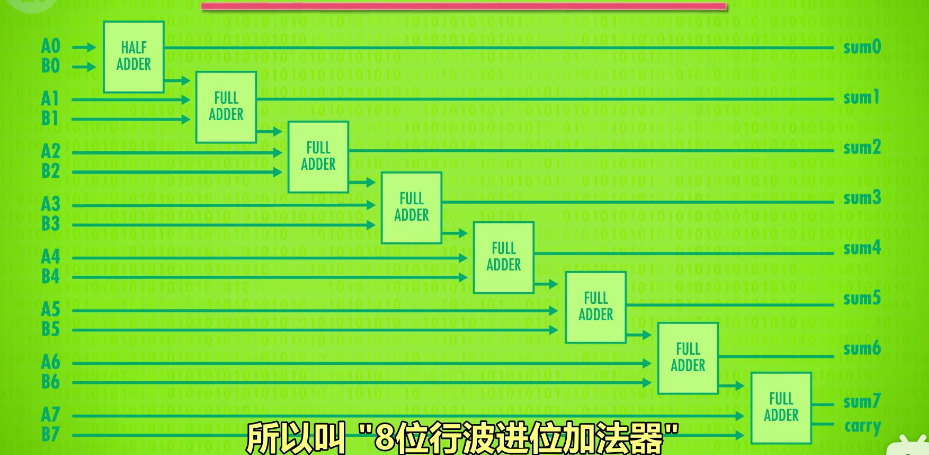 A0
B0
HALF
ADDER
sum0
A1
B1
FULL
ADDER
sum1
A2
B2
FULL
ADDER
sum2
A3
B3
FULL
ADDER
sum3
A4
B4
FULL
ADDER
sum4
A5
B5
FULL
ADDER
sum5
A6
B6
FULL
ADDER
sum6
A7
B7
FULL
ADDER
sum7
carry
所以叫 "8位行波进位加法器"